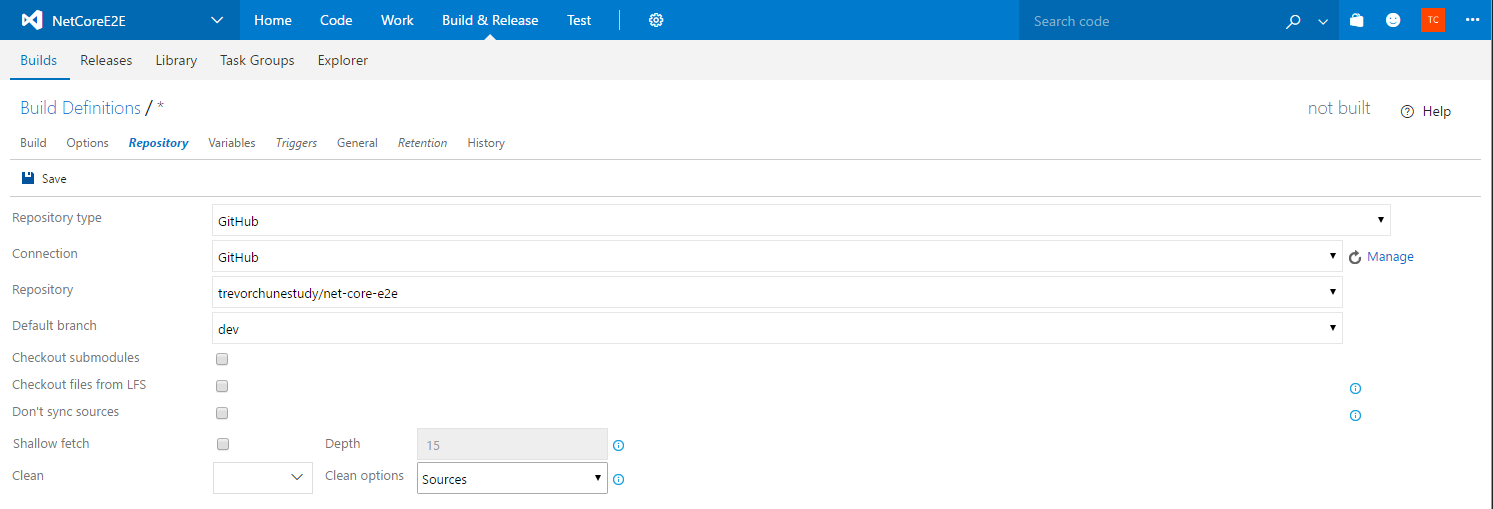 NetCoreE2E Home Code Work Build & Release Test Search code TC
Builds Releases Library Task Groups Explorer
Build Definitions / * not built Help
Build Options Repository Variables Triggers General Retention History
Save
Repository type GitHub
Connection GitHub Manage
Repository trevorchunestudy/net-core-e2e
Default branch dev
Checkout submodules
Checkout files from LFS
Don't sync sources
Shallow fetch Depth 15
Clean Clean options Sources